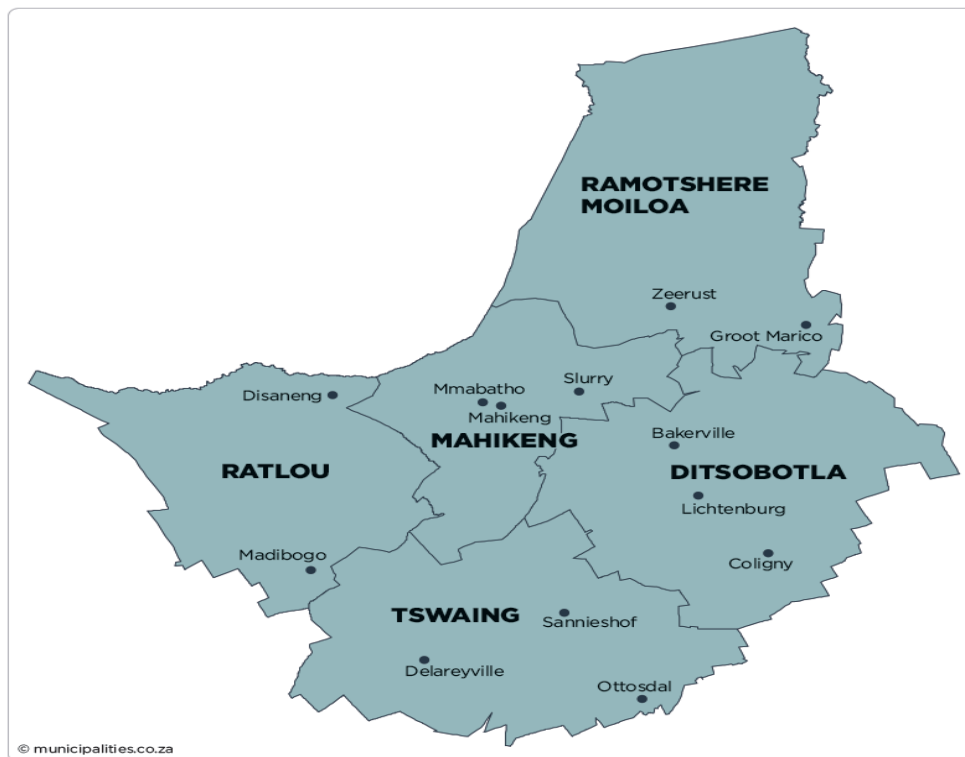 RAMOTSHERE
MOILOA
Zeerust
Groot Marico
Disaneng
Mmabatho
Slurry
Mahikeng
MAHIKENG
Bakerville
RATLOU
DITSOBOTLA
Lichtenburg
Madibogo
Coligny
TSWAING
Sannieshof
Delareyville
Ottosdal
© municipalities.co.za